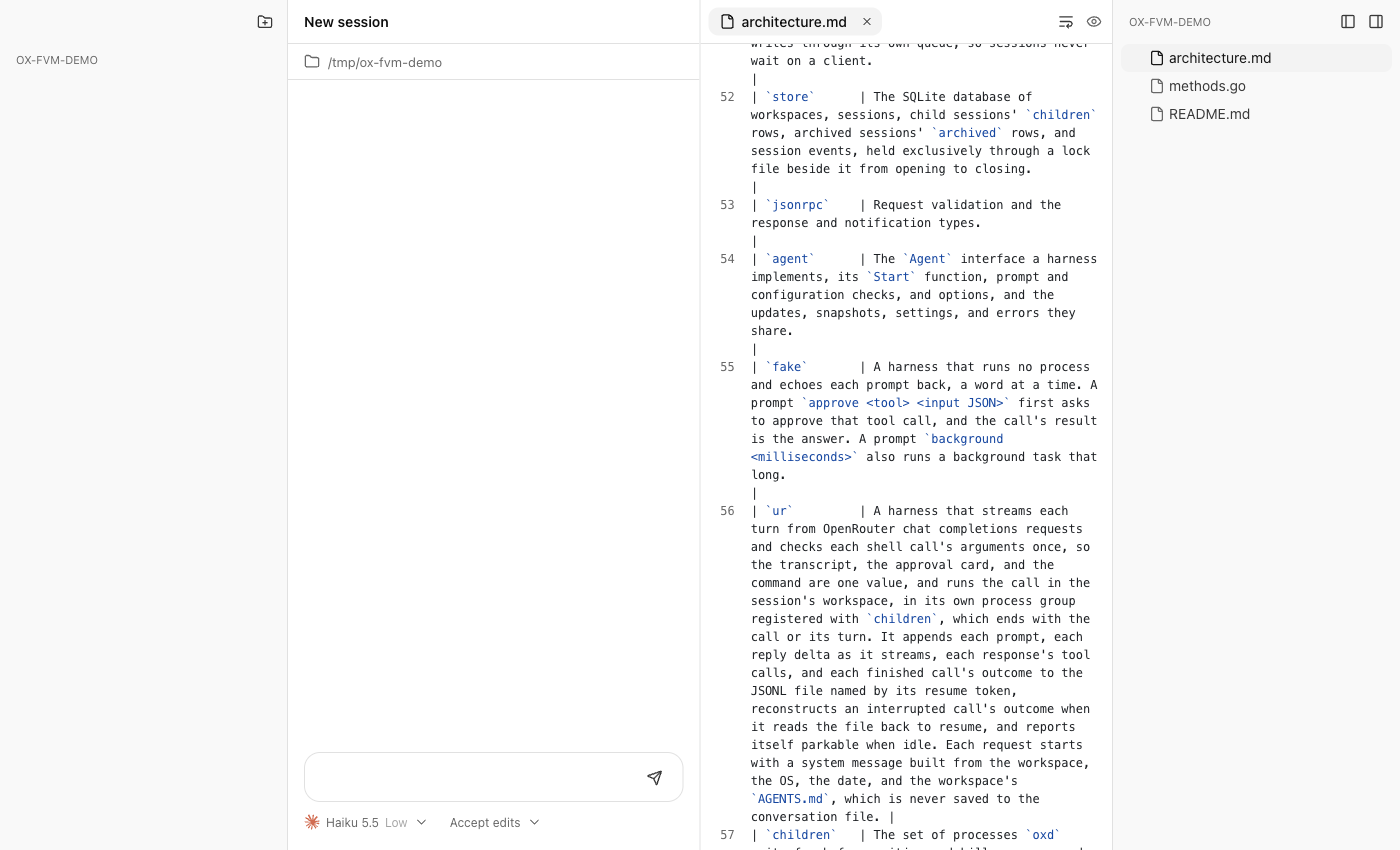 New session
architecture.md
OX-FVM-DEMO
OX-FVM-DEMO
/tmp/ox-fvm-demo
architecture.md
methods.go
README.md
writes through its own queue, so sessions never
wait on a client.
|
52 | `store` | The SQLite database of
workspaces, sessions, child sessions' `children`
rows, archived sessions' `archived` rows, and
session events, held exclusively through a lock
file beside it from opening to closing.
|
53 | `jsonrpc` | Request validation and the
response and notification types.
|
54 | `agent` | The `Agent` interface a harness
implements, its `Start` function, prompt and
configuration checks, and options, and the
updates, snapshots, settings, and errors they
share.
|
55 | `fake` | A harness that runs no process
and echoes each prompt back, a word at a time. A
prompt `approve <tool> <input JSON>` first asks
to approve that tool call, and the call's result
is the answer. A prompt `background
<milliseconds>` also runs a background task that
long.
|
56 | `ur` | A harness that streams each
turn from OpenRouter chat completions requests
and checks each shell call's arguments once, so
the transcript, the approval card, and the
command are one value, and runs the call in the
session's workspace, in its own process group
registered with `children`, which ends with the
call or its turn. It appends each prompt, each
reply delta as it streams, each response's tool
calls, and each finished call's outcome to the
JSONL file named by its resume token,
reconstructs an interrupted call's outcome when
it reads the file back to resume, and reports
itself parkable when idle. Each request starts
with a system message built from the workspace,
the OS, the date, and the workspace's
`AGENTS.md`, which is never saved to the
conversation file. |
57 | `children` | The set of processes `oxd`
Haiku 5.5 Low
Accept edits